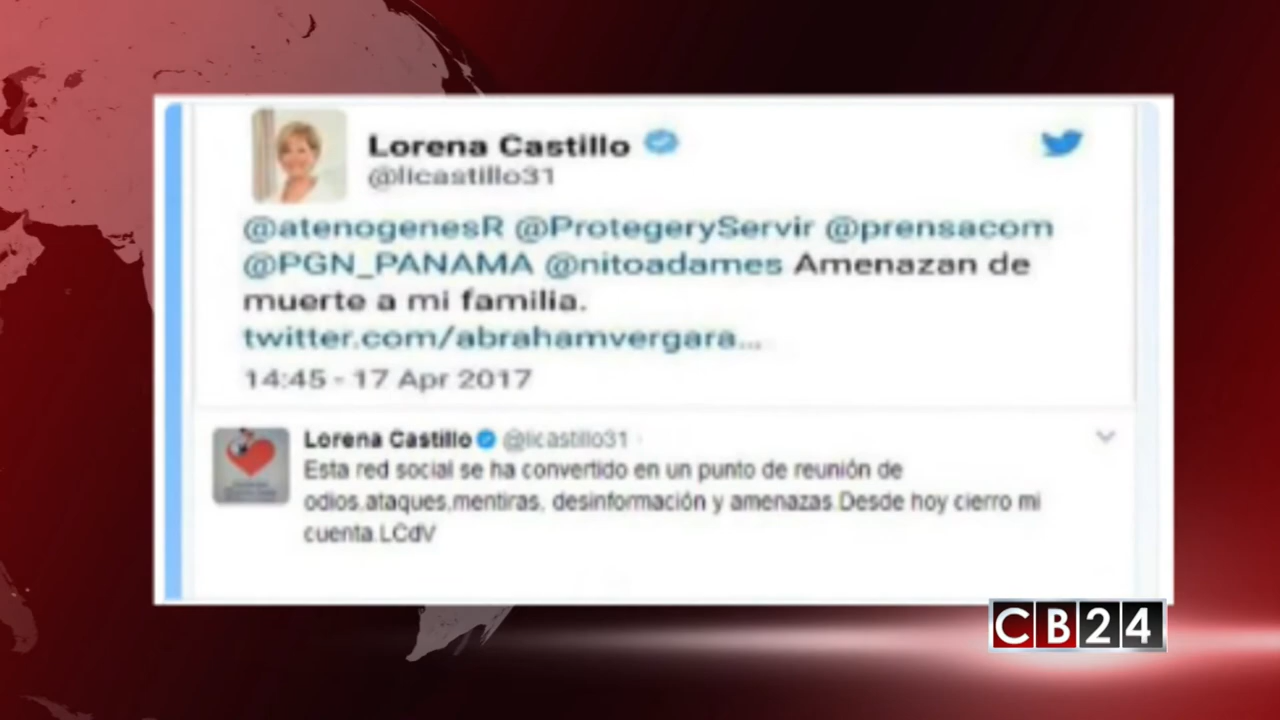 Lorena Castillo
@licastillo31
@atenogenesR @ProtegeryServir @prensacom
@PGN_PANAMA @nitoadames Amenazan de
muerte a mi familia.
twitter.com/abrahamvergara...
14:45 - 17 Apr 2017
Lorena Castillo @licastillo31
Esta red social se ha convertido en un punto de reunión de
odios,ataques,mentiras, desinformación y amenazas.Desde hoy cierro mi
cuenta.LCdV
CB24